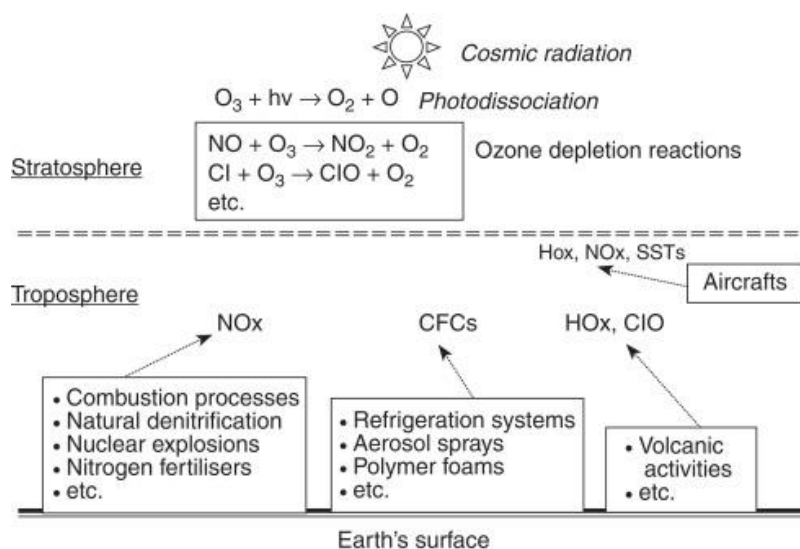 Cosmic radiation
O₃ + hv → O₂ + O Photodissociation
NO + O₃ → NO₂ + O₂
Cl + O₃ → ClO + O₂
etc.
Ozone depletion reactions
Stratosphere
Hox, NOx, SSTs
Aircrafts
Troposphere
NOx
CFCs
HOx, ClO
• Combustion processes
• Natural denitrification
• Nuclear explosions
• Nitrogen fertilisers
• etc.
• Refrigeration systems
• Aerosol sprays
• Polymer foams
• etc.
• Volcanic
activities
• etc.
Earth's surface